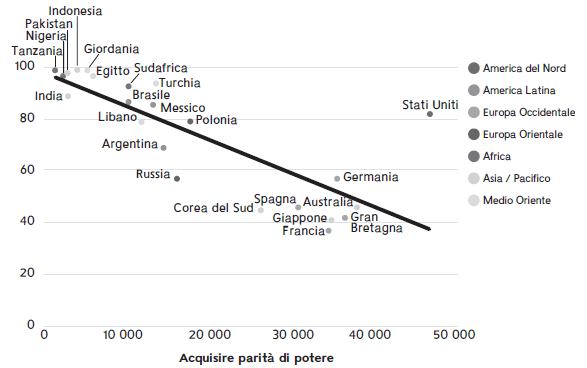 Indonesia
Pakistan
Nigeria
Tanzania
Giordania
100
Egitto
Sudafrica
Turchia
India
Brasile
Messico
Stati Uniti
80
Libano
Polonia
Argentina
60
Russia
Germania
Spagna
Australia
Corea del Sud
Giappone
Gran
Bretagna
40
Francia
20
0
0
10 000
20 000
30 000
40 000
50 000
Acquisire parità di potere
America del Nord
America Latina
Europa Occidentale
Europa Orientale
Africa
Asia / Pacifico
Medio Oriente